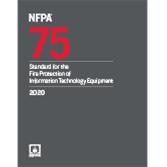 NFPA®
75
Standard for the
Fire Protection of
Information Technology Equipment
2020